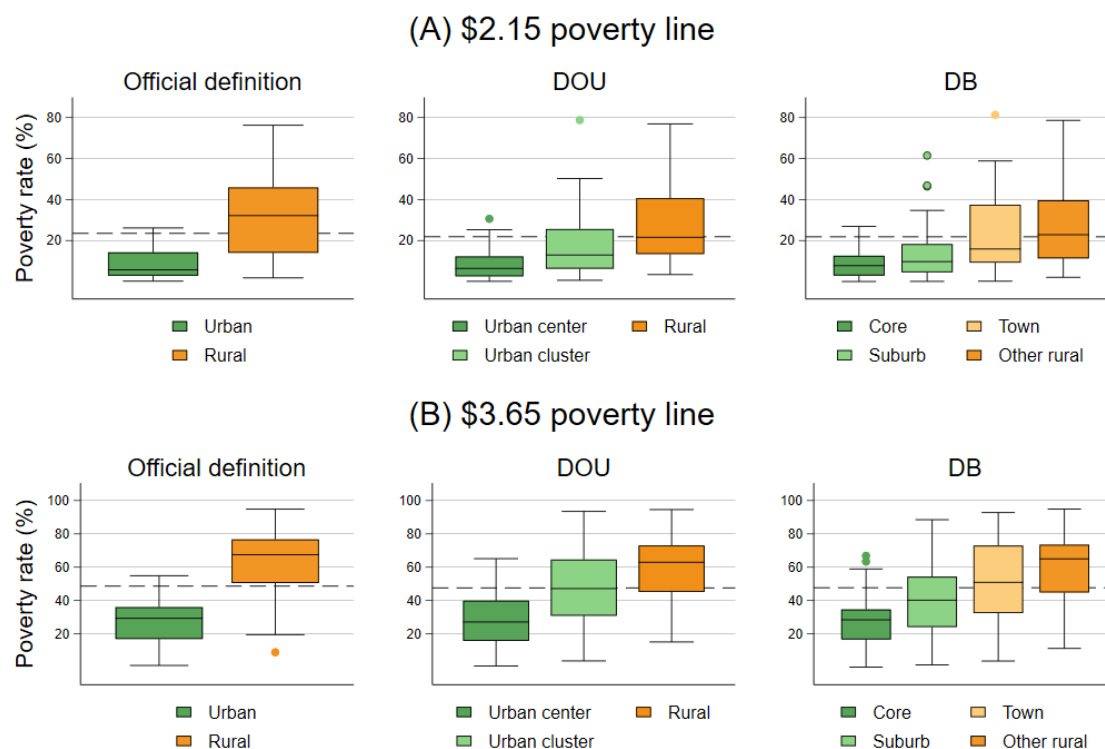 (A) $2.15 poverty line
Official definition
DOU
DB
Poverty rate (%)
80
60
40
20
80
60
40
20
80
60
40
20
Urban
Rural
Urban center
Rural
Urban cluster
Core
Town
Suburb
Other rural
(B) $3.65 poverty line
Official definition
DOU
DB
Poverty rate (%)
100
80
60
40
20
100
80
60
40
20
100
80
60
40
20
Urban
Rural
Urban center
Rural
Urban cluster
Core
Town
Suburb
Other rural